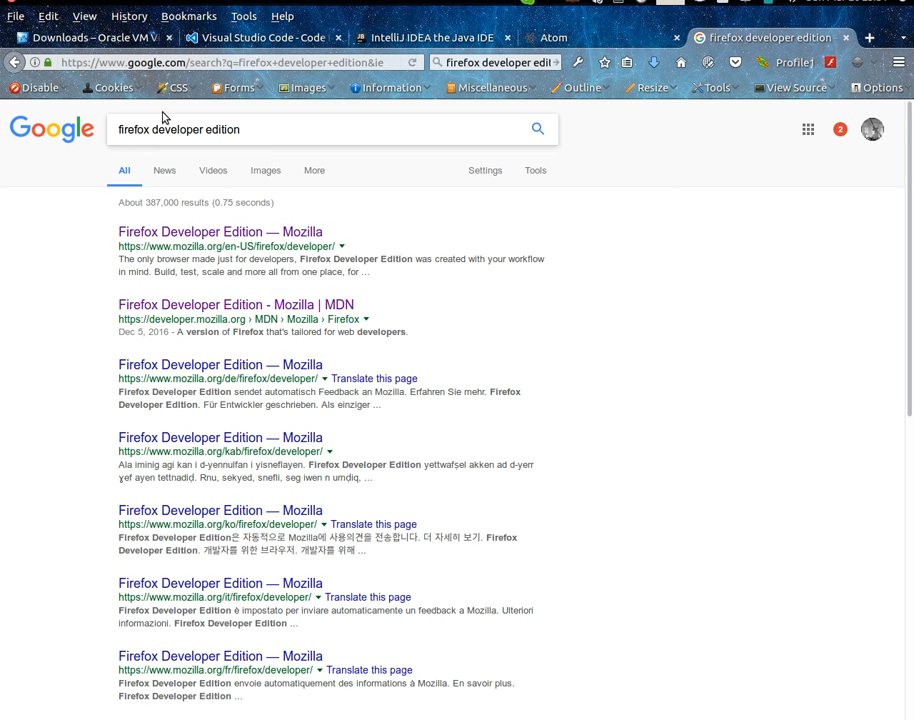 File Edit View History Bookmarks Tools Help
Downloads – Oracle VM V Visual Studio Code - Code IntelliJ IDEA the Java IDE Atom firefox developer edition
https://www.google.com/search?q=firefox+developer+edition&ie firefox developer edit Profile
Disable Cookies CSS Forms Images Information Miscellaneous Outline Resize Tools View Source Options
Google firefox developer edition 2
All News Videos Images More Settings Tools
About 387,000 results (0.75 seconds)
Firefox Developer Edition — Mozilla
https://www.mozilla.org/en-US/firefox/developer/
The only browser made just for developers, Firefox Developer Edition was created with your workflow
in mind. Build, test, scale and more all from one place, for ...
Firefox Developer Edition - Mozilla | MDN
https://developer.mozilla.org › MDN › Mozilla › Firefox
Dec 5, 2016 - A version of Firefox that's tailored for web developers.
Firefox Developer Edition — Mozilla
https://www.mozilla.org/de/firefox/developer/ Translate this page
Firefox Developer Edition sendet automatisch Feedback an Mozilla. Erfahren Sie mehr. Firefox
Developer Edition. Für Entwickler geschrieben. Als einziger ...
Firefox Developer Edition — Mozilla
https://www.mozilla.org/kab/firefox/developer/
Ala iminig agi kan i d-yennulfan i yisneflayen. Firefox Developer Edition yettwafṣel akken ad d-yerr
ɣef ayen tettnadiḍ. Rnu, sekyed, snefli, seg iwen n umḍiq, ...
Firefox Developer Edition — Mozilla
https://www.mozilla.org/ko/firefox/developer/ Translate this page
Firefox Developer Edition은 자동적으로 Mozilla에 사용의견을 전송합니다. 더 자세히 보기. Firefox
Developer Edition. 개발자를 위한 브라우저. 개발자를 위해 ...
Firefox Developer Edition — Mozilla
https://www.mozilla.org/it/firefox/developer/ Translate this page
Firefox Developer Edition è impostato per inviare automaticamente un feedback a Mozilla. Ulteriori
informazioni. Firefox Developer Edition ...
Firefox Developer Edition — Mozilla
https://www.mozilla.org/fr/firefox/developer/ Translate this page
Firefox Developer Edition envoie automatiquement des informations à Mozilla. En savoir plus.
Firefox Developer Edition ...